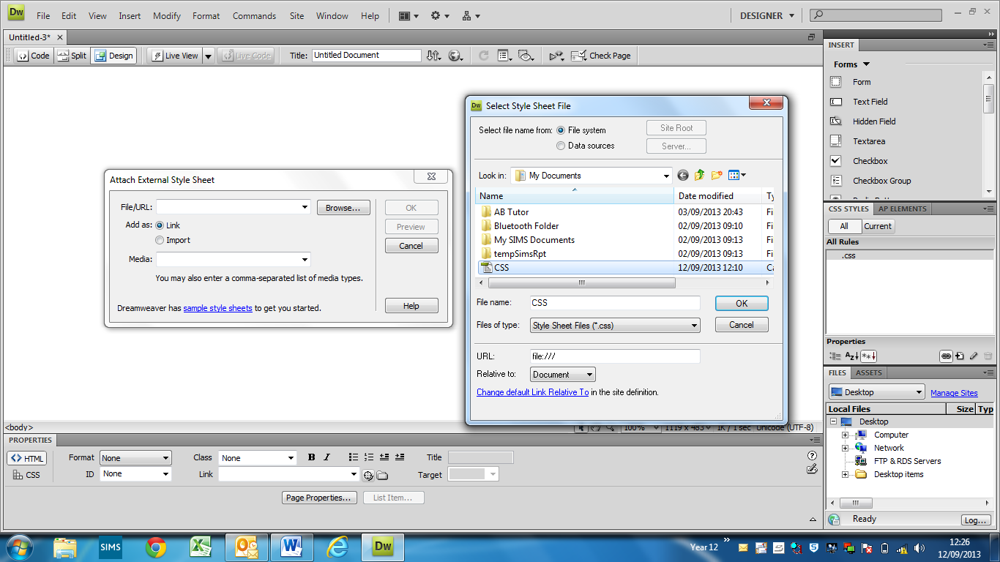 Dw File Edit View Insert Modify Format Commands Site Window Help DESIGNER
Untitled-3*
Code Split Design Live View Live Code Title: Untitled Document Check Page
Attach External Style Sheet
File/URL: Browse... OK
Add as: Link Preview
Import Cancel
Media:
You may also enter a comma-separated list of media types.
Dreamweaver has sample style sheets to get you started. Help
Dw Select Style Sheet File
Select file name from: File system Site Root
Data sources Server...
Look in: My Documents
Name Date modified Ty
AB Tutor 03/09/2013 20:43 Fi
Bluetooth Folder 02/09/2013 09:10 Fi
My SIMS Documents 02/09/2013 09:13 Fi
tempSimsRpt 02/09/2013 09:13 Fi
CSS 12/09/2013 12:10 Ca
File name: CSS OK
Files of type: Style Sheet Files (*.css) Cancel
URL: file:///
Relative to: Document
Change default Link Relative To in the site definition.
<body> 100% 1119 x 483 1K / 1 sec Unicode (UTF-8)
INSERT
Forms
Form
Text Field
Hidden Field
Textarea
Checkbox
Checkbox Group
CSS STYLES AP ELEMENTS
All Current
All Rules
.css
Properties
FILES ASSETS
Desktop Manage Sites
Local Files Size Typ
Desktop
Computer
Network
FTP & RDS Servers
Desktop items
Ready Log...
PROPERTIES
HTML Format None Class None B I Title
CSS ID None Link Target
Page Properties... List Item...
SIMS Dw Year 12 12:26
12/09/2013